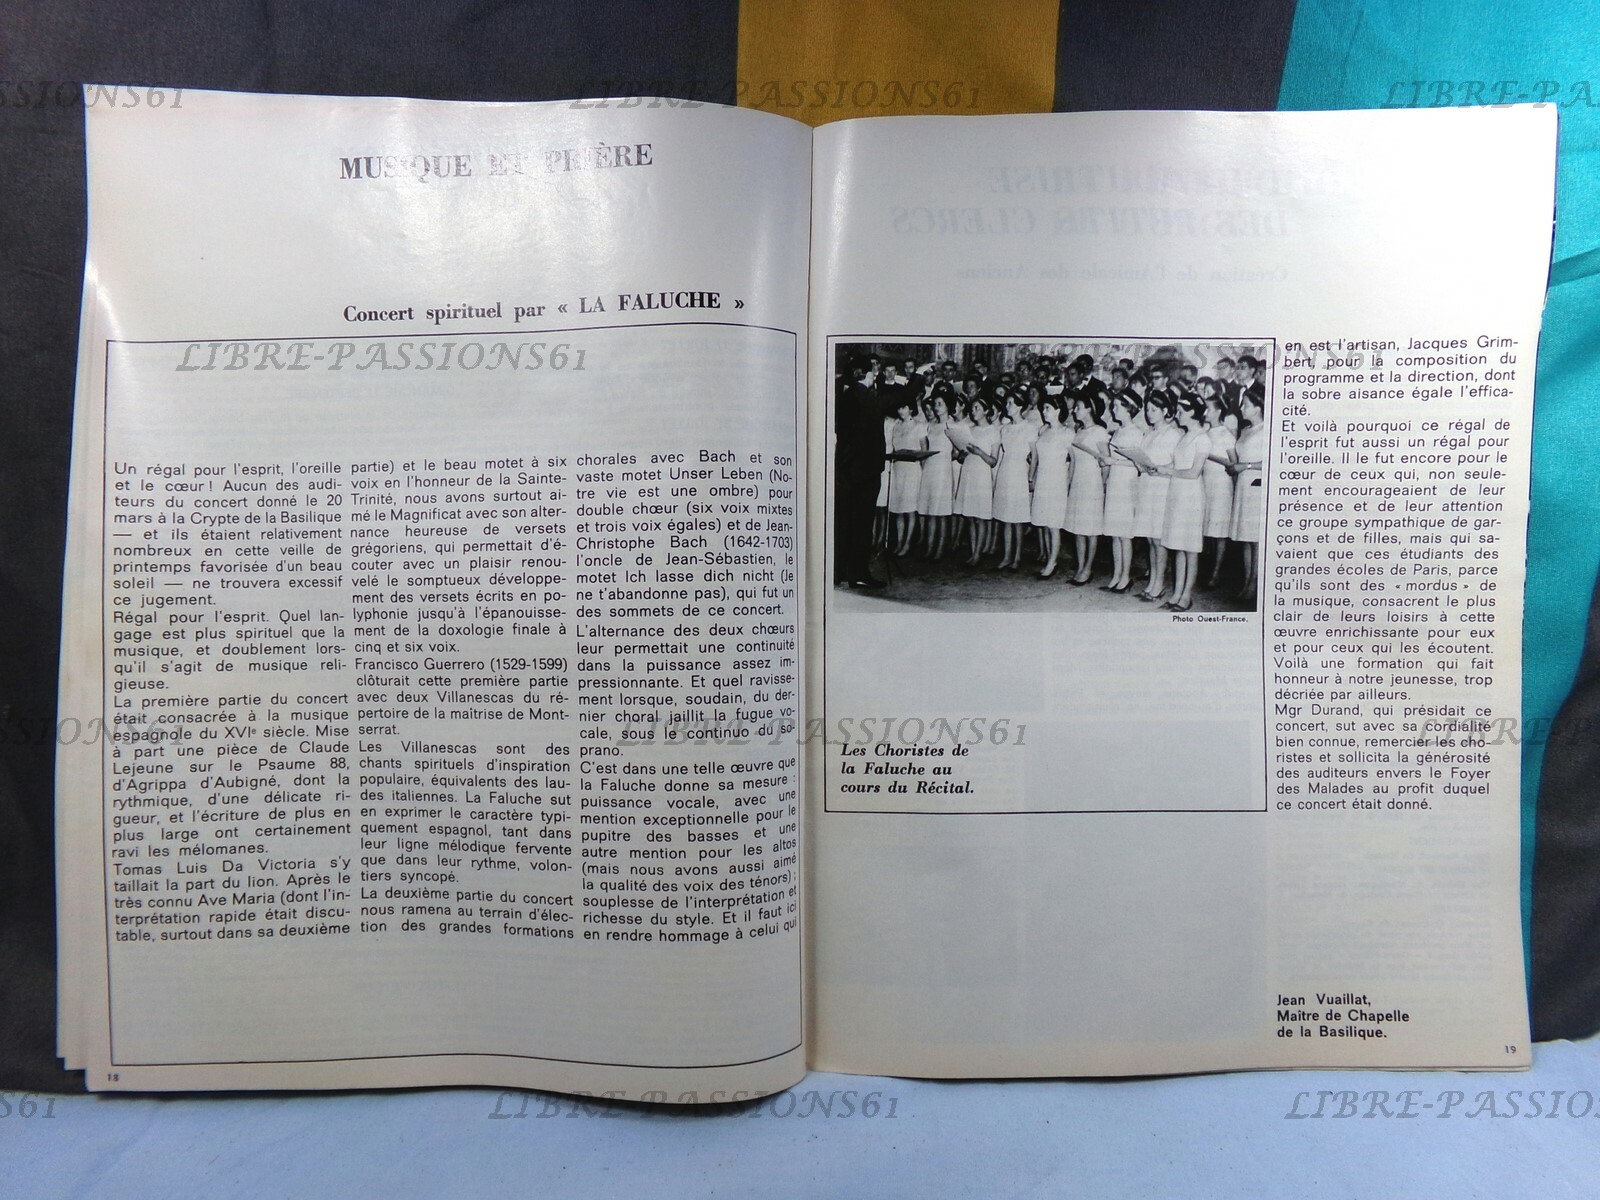 MUSIQUE ET PRIÈRE
Concert spirituel par « LA FALUCHE »
Un régal pour l'esprit, l'oreille
et le cœur ! Aucun des audi-
teurs du concert donné le 20
mars à la Crypte de la Basilique
— et ils étaient relativement
nombreux en cette veille de
printemps favorisée d'un beau
soleil — ne trouvera excessif
ce jugement.
Régal pour l'esprit. Quel lan-
gage est plus spirituel que la
musique, et doublement lors-
qu'il s'agit de musique reli-
gieuse.
La première partie du concert
était consacrée à la musique
espagnole du XVIe siècle. Mise
à part une pièce de Claude
Lejeune sur le Psaume 88,
d'Agrippa d'Aubigné, dont la
rythmique, d'une délicate ri-
gueur, et l'écriture de plus en
plus large ont certainement
ravi les mélomanes.
Tomas Luis Da Victoria s'y
taillait la part du lion. Après le
très connu Ave Maria (dont l'in-
terprétation rapide était discu-
table, surtout dans sa deuxième
partie) et le beau motet à six
voix en l'honneur de la Sainte-
Trinité, nous avons surtout ai-
mé le Magnificat avec son alter-
nance heureuse de versets
grégoriens, qui permettait d'é-
couter avec un plaisir renou-
velé le somptueux développe-
ment des versets écrits en po-
lyphonie jusqu'à l'épanouisse-
ment de la doxologie finale à
cinq et six voix.
Francisco Guerrero (1529-1599)
clôturait cette première partie
avec deux Villanescas du ré-
pertoire de la maîtrise de Mont-
serrat.
Les Villanescas sont des
chants spirituels d'inspiration
populaire, équivalents des lau-
des italiennes. La Faluche sut
en exprimer le caractère typi-
quement espagnol, tant dans
leur ligne mélodique fervente
que dans leur rythme, volon-
tiers syncopé.
La deuxième partie du concert
nous ramena au terrain d'élec-
tion des grandes formations
chorales avec Bach et son
vaste motet Unser Leben (No-
tre vie est une ombre) pour
double chœur (six voix mixtes
et trois voix égales) et de Jean-
Christophe Bach (1642-1703)
l'oncle de Jean-Sébastien, le
motet Ich lasse dich nicht (Je
ne t'abandonne pas), qui fut un
des sommets de ce concert.
L'alternance des deux chœurs
leur permettait une continuité
dans la puissance assez im-
pressionnante. Et quel ravisse-
ment lorsque, soudain, du der-
nier choral jaillit la fugue vo-
cale, sous le continuo du so-
prano.
C'est dans une telle œuvre que
la Faluche donne sa mesure :
puissance vocale, avec une
mention exceptionnelle pour le
pupitre des basses et une
autre mention pour les altos
(mais nous avons aussi aimé
la qualité des voix des ténors) ;
souplesse de l'interprétation et
richesse du style. Et il faut ici
en rendre hommage à celui qui
18
Photo Ouest-France.
Les Choristes de
la Faluche au
cours du Récital.
en est l'artisan, Jacques Grim-
bert, pour la composition du
programme et la direction, dont
la sobre aisance égale l'effica-
cité.
Et voilà pourquoi ce régal de
l'esprit fut aussi un régal pour
l'oreille. Il le fut encore pour le
cœur de ceux qui, non seule-
ment encourageaient de leur
présence et de leur attention
ce groupe sympathique de gar-
çons et de filles, mais qui sa-
vaient que ces étudiants des
grandes écoles de Paris, parce
qu'ils sont des « mordus » de
la musique, consacrent le plus
clair de leurs loisirs à cette
œuvre enrichissante pour eux
et pour ceux qui les écoutent.
Voilà une formation qui fait
honneur à notre jeunesse, trop
décriée par ailleurs.
Mgr Durand, qui présidait ce
concert, sut avec sa cordialité
bien connue, remercier les cho-
ristes et sollicita la générosité
des auditeurs envers le Foyer
des Malades au profit duquel
ce concert était donné.
Jean Vuaillat,
Maître de Chapelle
de la Basilique.
19
LIBRE-PASSIONS61
LIBRE-PASSIONS61
LIBRE-PASSIONS61
LIBRE-PASSIONS61